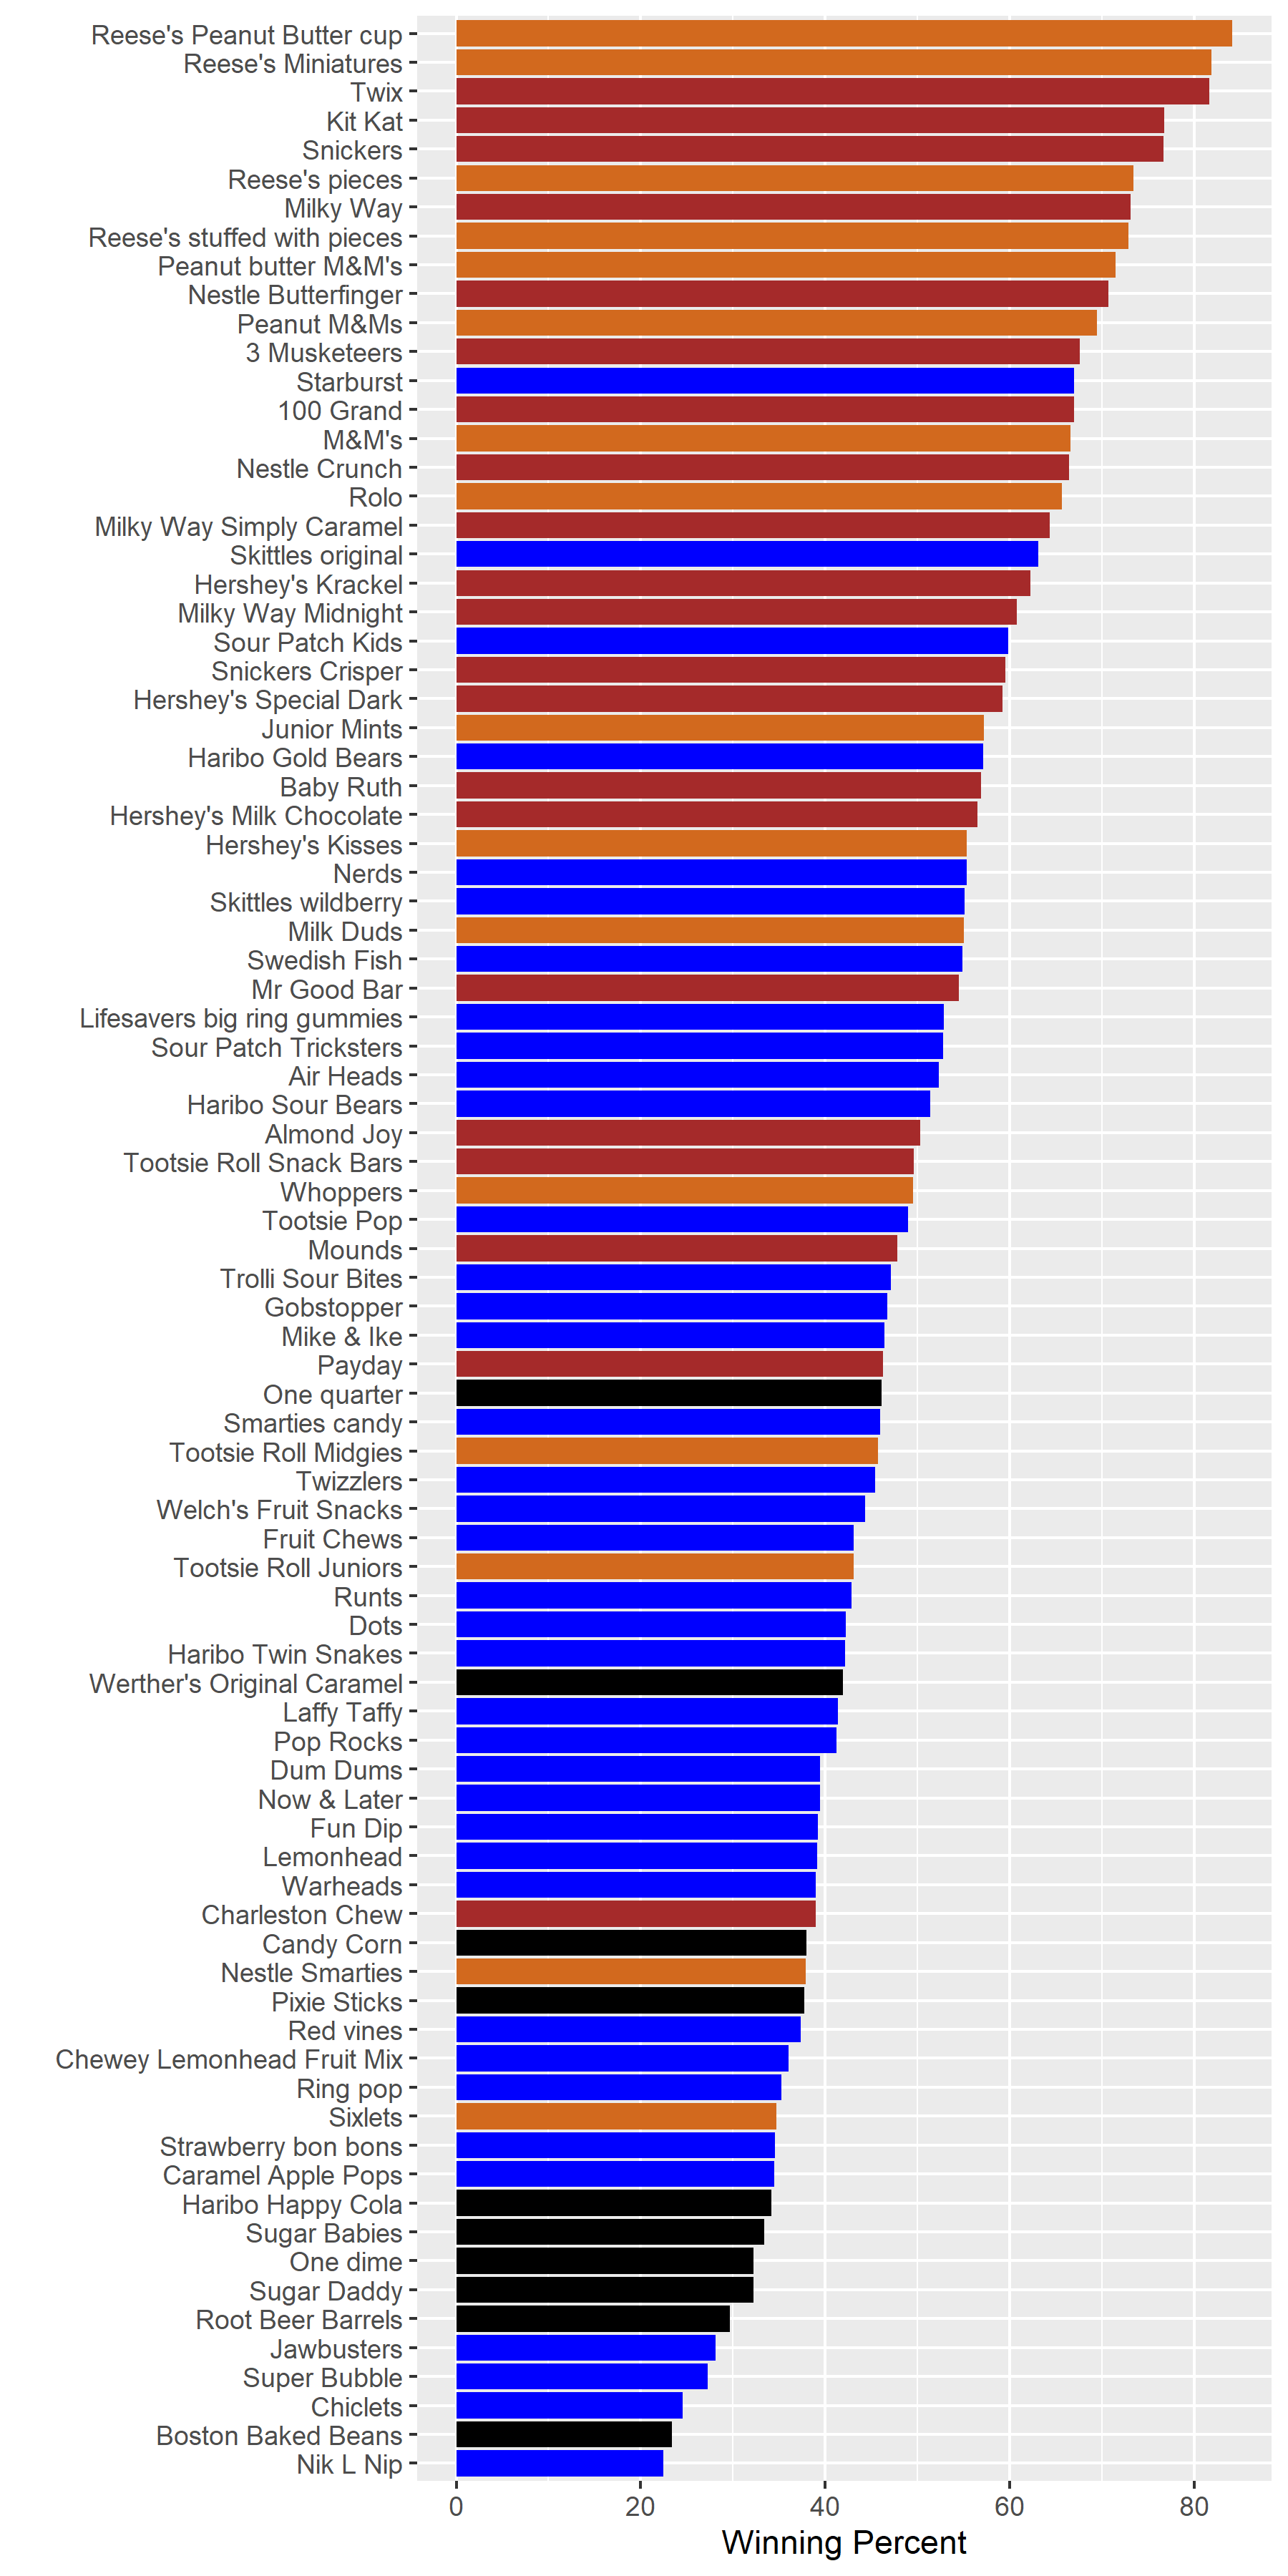 Reese's Peanut Butter cup
Reese's Miniatures
Twix
Kit Kat
Snickers
Reese's pieces
Milky Way
Reese's stuffed with pieces
Peanut butter M&M's
Nestle Butterfinger
Peanut M&Ms
3 Musketeers
Starburst
100 Grand
M&M's
Nestle Crunch
Rolo
Milky Way Simply Caramel
Skittles original
Hershey's Krackel
Milky Way Midnight
Sour Patch Kids
Snickers Crisper
Hershey's Special Dark
Junior Mints
Haribo Gold Bears
Baby Ruth
Hershey's Milk Chocolate
Hershey's Kisses
Nerds
Skittles wildberry
Milk Duds
Swedish Fish
Mr Good Bar
Lifesavers big ring gummies
Sour Patch Tricksters
Air Heads
Haribo Sour Bears
Almond Joy
Tootsie Roll Snack Bars
Whoppers
Tootsie Pop
Mounds
Trolli Sour Bites
Gobstopper
Mike & Ike
Payday
One quarter
Smarties candy
Tootsie Roll Midgies
Twizzlers
Welch's Fruit Snacks
Fruit Chews
Tootsie Roll Juniors
Runts
Dots
Haribo Twin Snakes
Werther's Original Caramel
Laffy Taffy
Pop Rocks
Dum Dums
Now & Later
Fun Dip
Lemonhead
Warheads
Charleston Chew
Candy Corn
Nestle Smarties
Pixie Sticks
Red vines
Chewey Lemonhead Fruit Mix
Ring pop
Sixlets
Strawberry bon bons
Caramel Apple Pops
Haribo Happy Cola
Sugar Babies
One dime
Sugar Daddy
Root Beer Barrels
Jawbusters
Super Bubble
Chiclets
Boston Baked Beans
Nik L Nip
0 20 40 60 80
Winning Percent